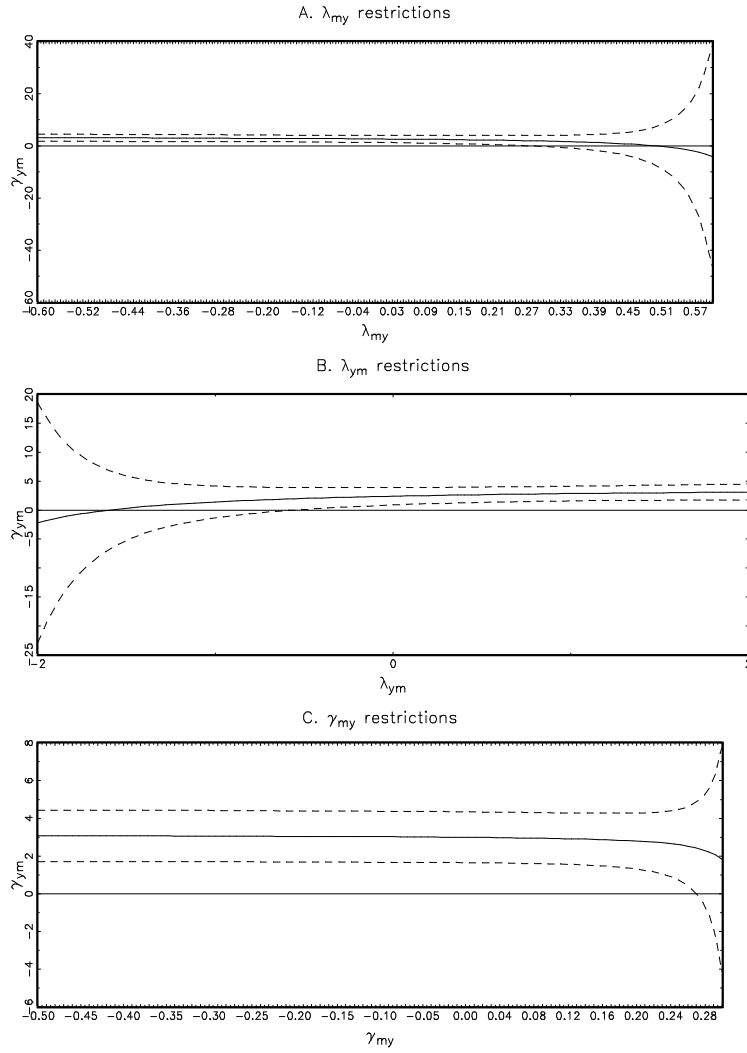 A. λmy restrictions
40
20
0
-20
-40
-60
γym
-0.60 -0.52 -0.44 -0.36 -0.28 -0.20 -0.12 -0.04 0.03 0.09 0.15 0.21 0.27 0.33 0.39 0.45 0.51 0.57
λmy
B. λym restrictions
20
15
10
5
0
-5
-15
-25
γym
-2 0 2
λym
C. γmy restrictions
8
6
4
2
0
-2
-4
-6
γym
-0.50 -0.45 -0.40 -0.35 -0.30 -0.25 -0.20 -0.15 -0.10 -0.05 0.00 0.04 0.08 0.12 0.16 0.20 0.24 0.28
γmy